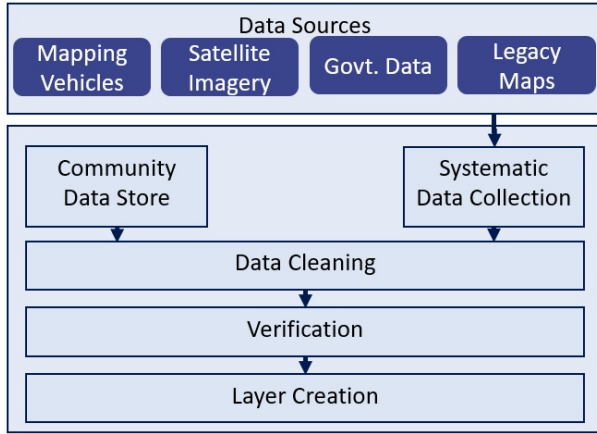 Data Sources
Mapping
Vehicles
Satellite
Imagery
Govt. Data
Legacy
Maps
Community
Data Store
Systematic
Data Collection
Data Cleaning
Verification
Layer Creation